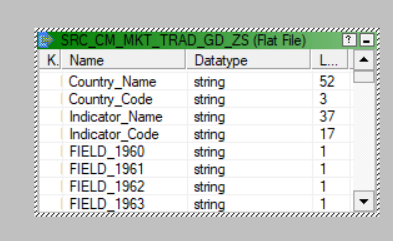 SRC_CM_MKT_TRAD_GD_ZS (Flat File) ?
K. Name Datatype L...
Country_Name string 52
Country_Code string 3
Indicator_Name string 37
Indicator_Code string 17
FIELD_1960 string 1
FIELD_1961 string 1
FIELD_1962 string 1
FIELD_1963 string 1